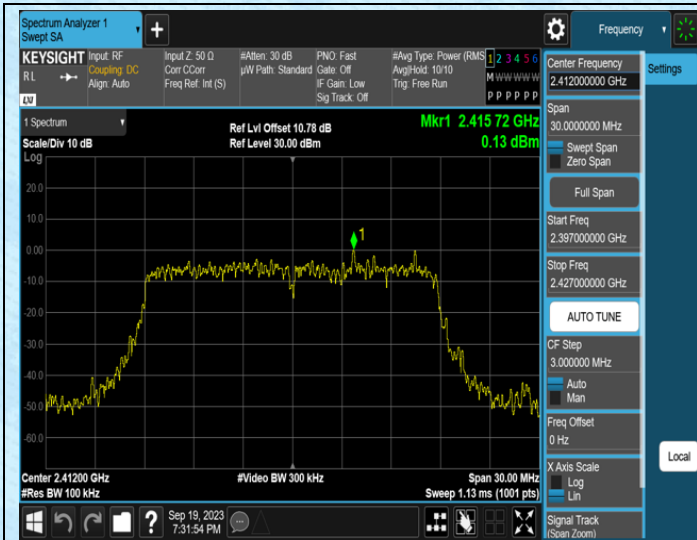 Spectrum Analyzer 1
Swept SA
+
Frequency
KEYSIGHT
RL
LXI
Input: RF
Coupling: DC
Align: Auto
Input Z: 50 Ω
Corr CCorr
Freq Ref: Int (S)
#Atten: 30 dB
µW Path: Standard
PNO: Fast
Gate: Off
IF Gain: Low
Sig Track: Off
#Avg Type: Power (RMS
Avg|Hold: 10/10
Trig: Free Run
1 2 3 4 5 6
M W W W W W
P P P P P P
1 Spectrum
Scale/Div 10 dB
Ref Lvl Offset 10.78 dB
Ref Level 30.00 dBm
Mkr1 2.415 72 GHz
0.13 dBm
Log
20.0
10.0
0.00
-10.0
-20.0
-30.0
-40.0
-50.0
-60.0
1
Center 2.41200 GHz
#Res BW 100 kHz
#Video BW 300 kHz
Span 30.00 MHz
Sweep 1.13 ms (1001 pts)
Center Frequency
2.412000000 GHz
Span
30.0000000 MHz
Swept Span
Zero Span
Full Span
Start Freq
2.397000000 GHz
Stop Freq
2.427000000 GHz
AUTO TUNE
CF Step
3.000000 MHz
Auto
Man
Freq Offset
0 Hz
X Axis Scale
Log
Lin
Signal Track
(Span Zoom)
Settings
Local
?
Sep 19, 2023
7:31:54 PM